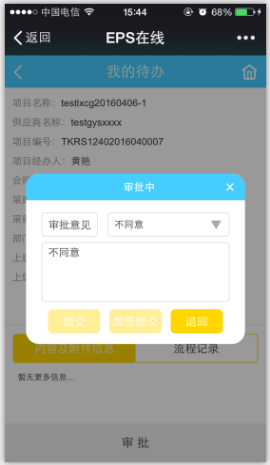 中国电信 15:44 68%
返回 EPS在线
我的待办
项目名称: testlxcg20160406-1
供应商名称: testgysxxxx
项目编号: TKRS12402016040007
项目经办人: 黄艳
合同
采购
采购
部门
上级
上级
审批中 ×
审批意见 不同意
不同意
提交 加签提交 退回
内容及附件信息 流程记录
暂无更多信息...
审 批